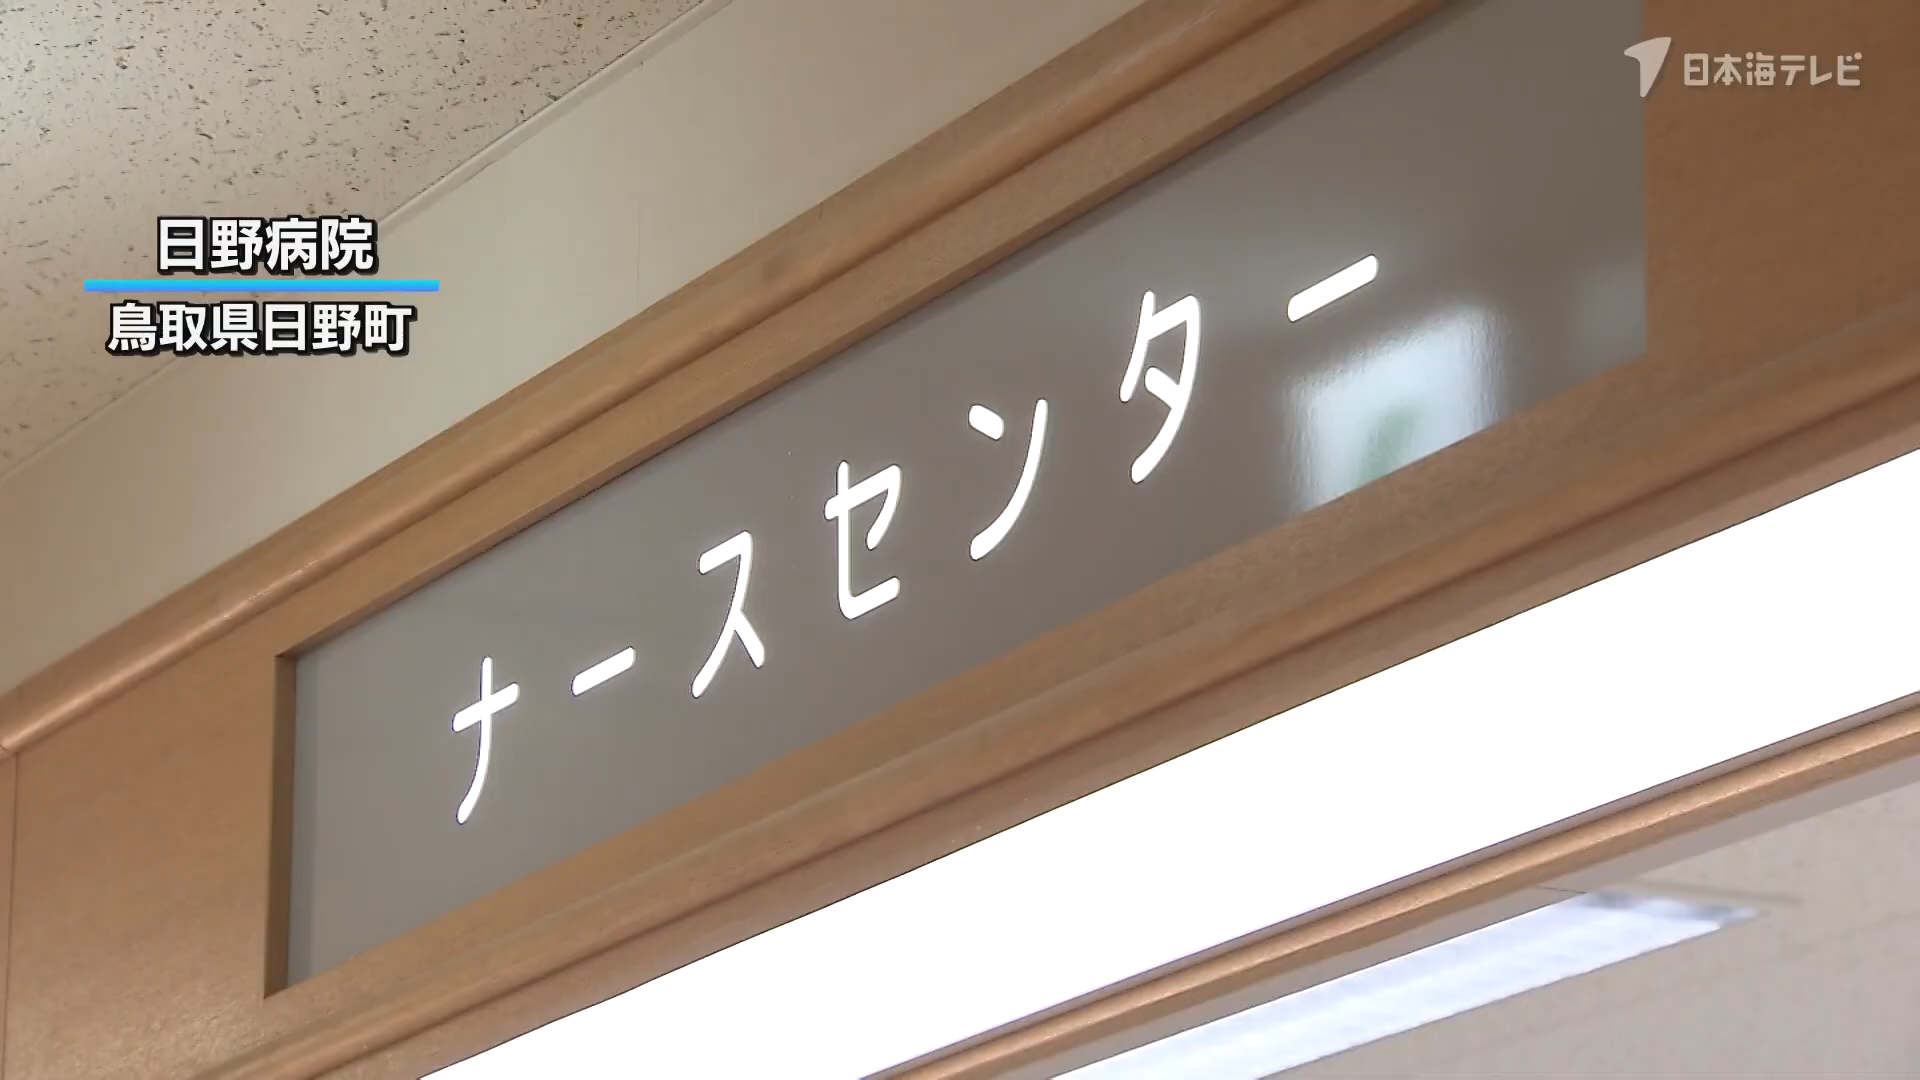 日本海テレビ
日野病院
鳥取県日野町
ナースセンター